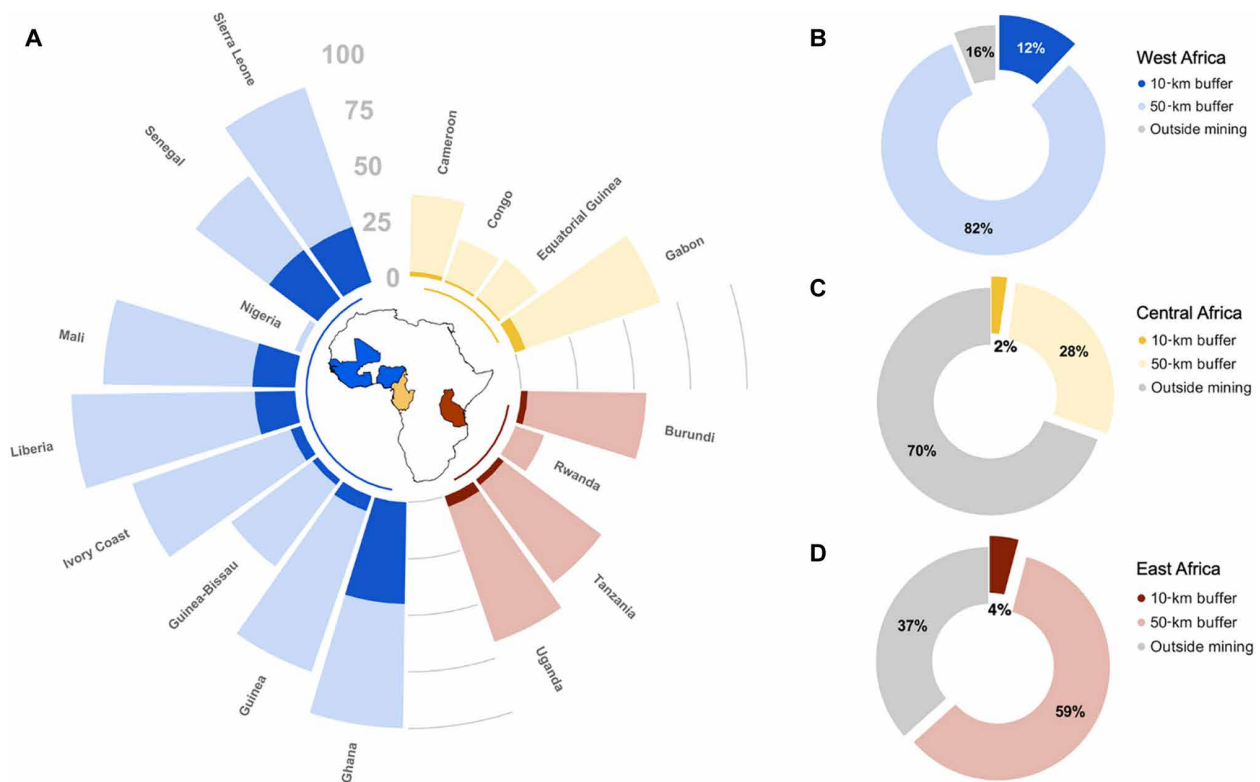 A
100
75
50
25
0
Sierra Leone
Senegal
Nigeria
Mali
Liberia
Ivory Coast
Guinea-Bissau
Guinea
Ghana
Cameroon
Congo
Equatorial Guinea
Gabon
Burundi
Rwanda
Tanzania
Uganda
B
16%
12%
82%
West Africa
10-km buffer
50-km buffer
Outside mining
C
2%
28%
70%
Central Africa
10-km buffer
50-km buffer
Outside mining
D
4%
37%
59%
East Africa
10-km buffer
50-km buffer
Outside mining